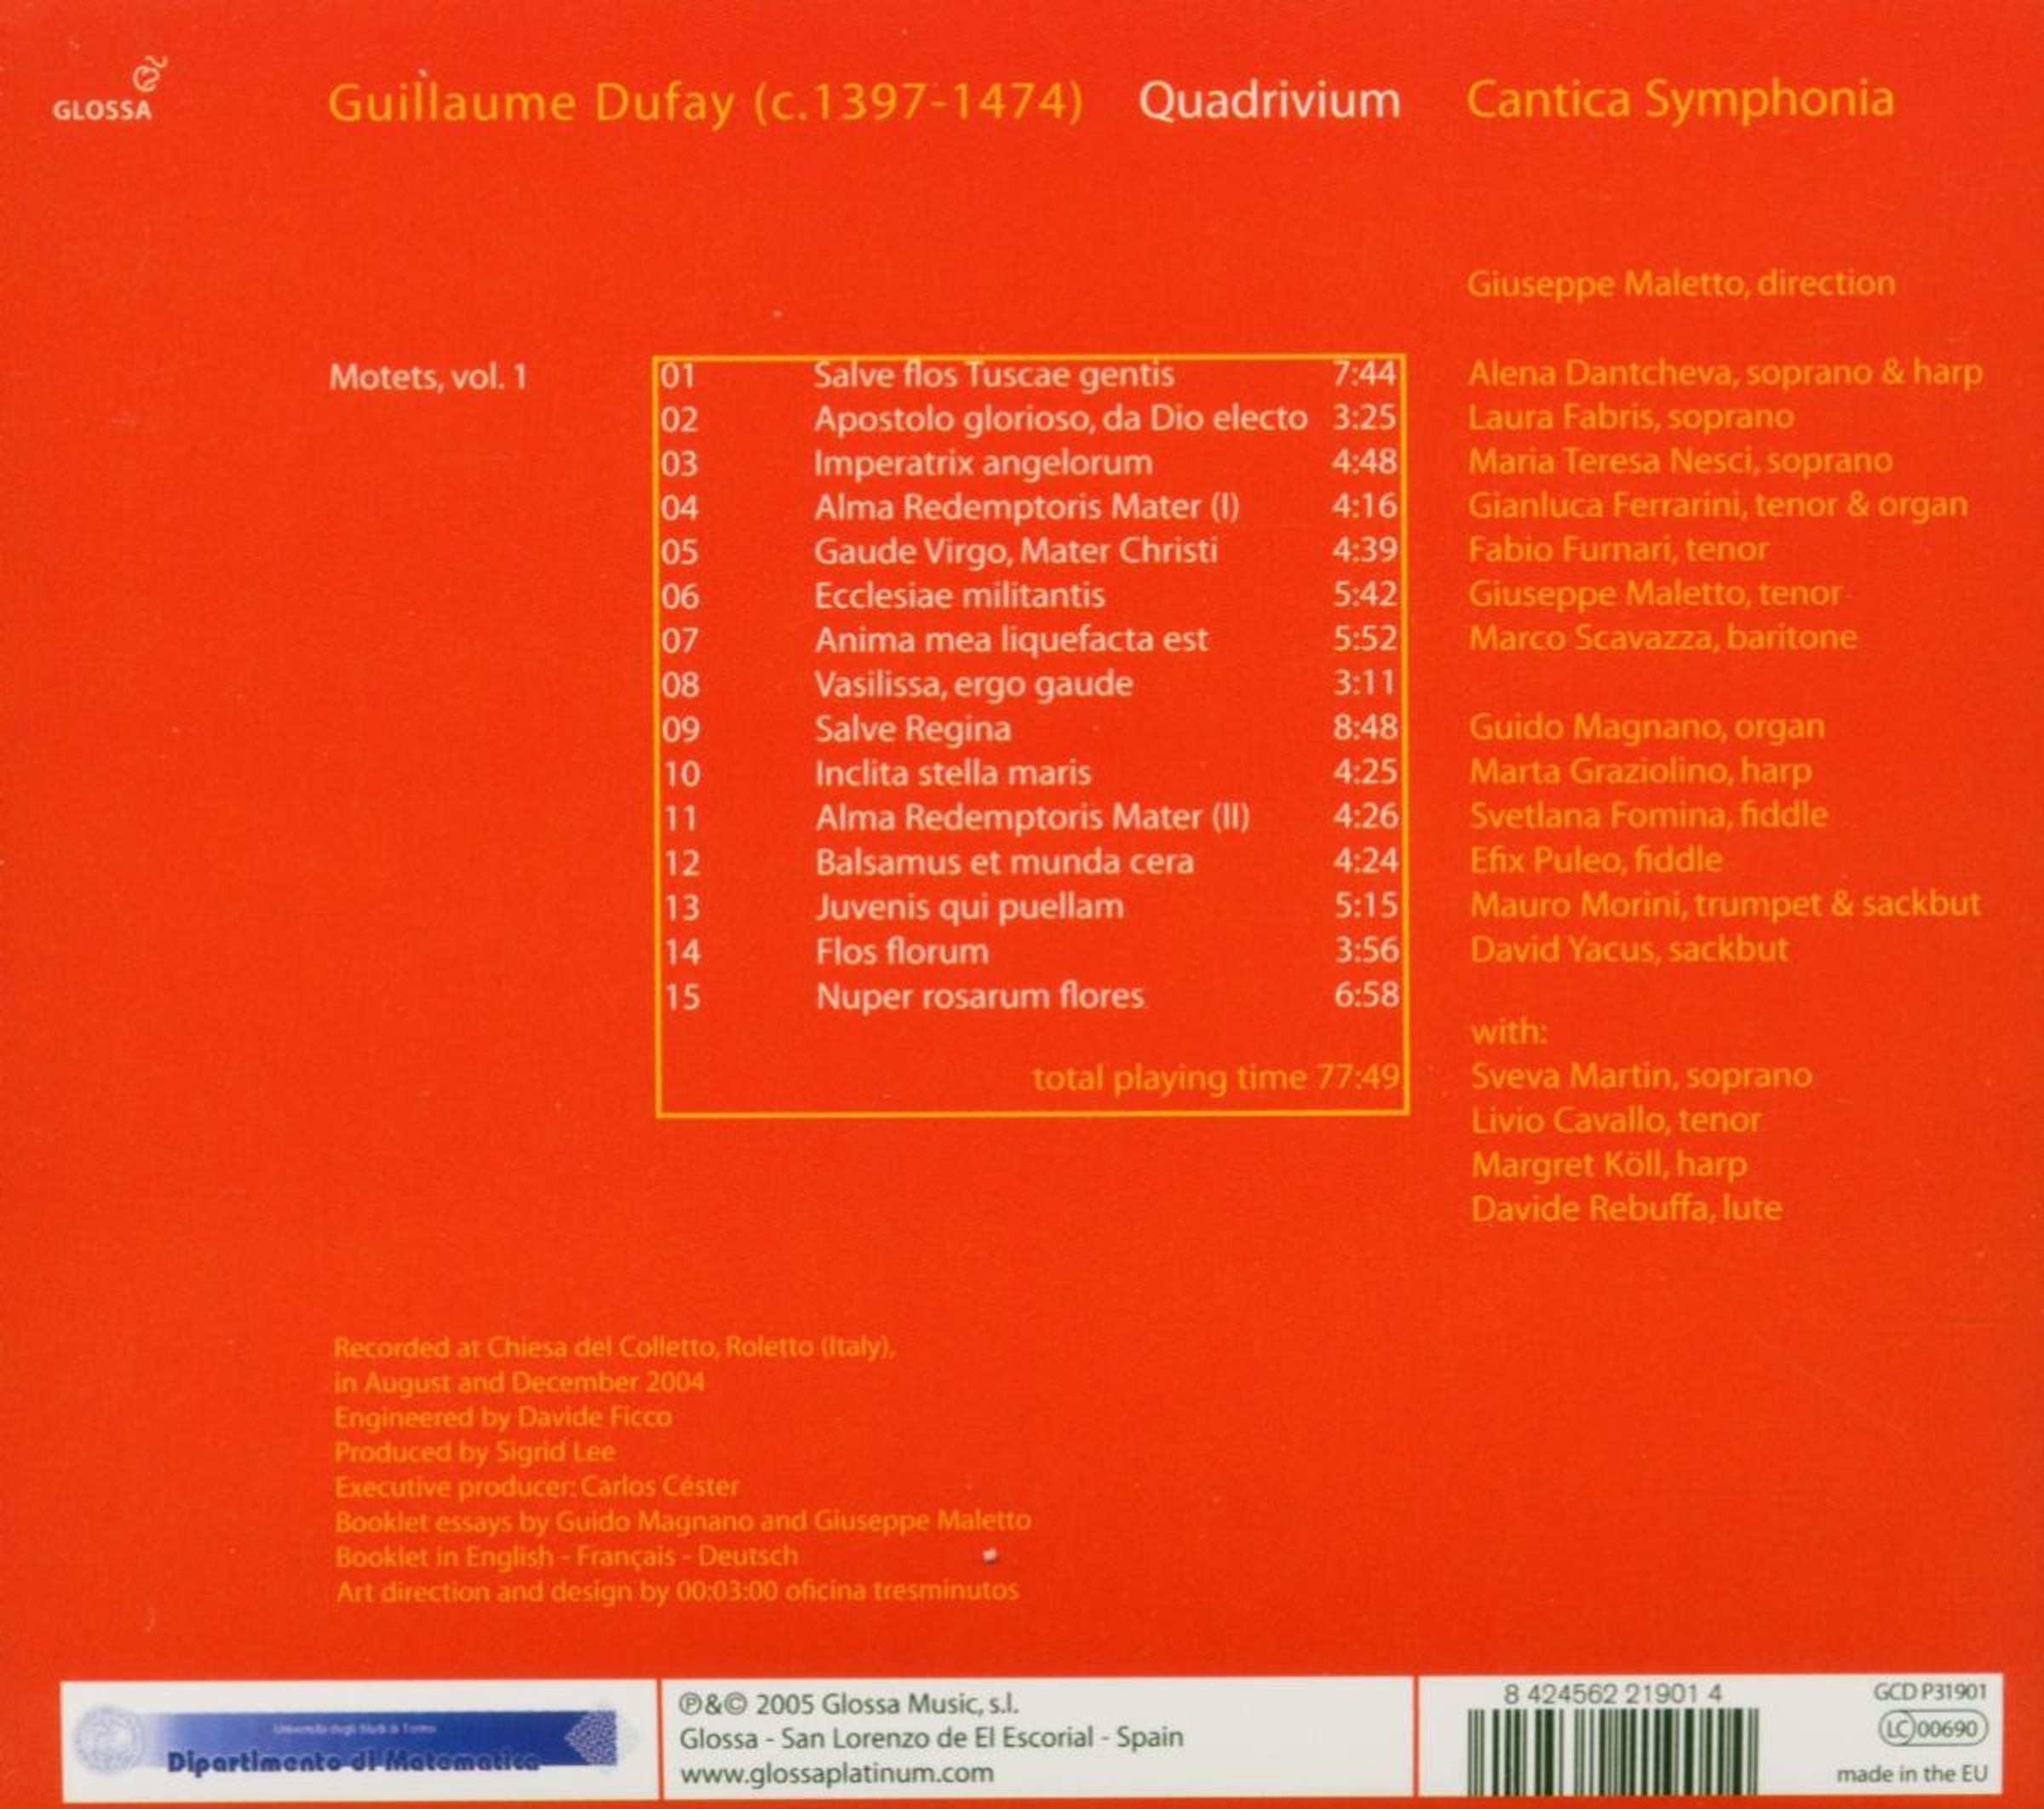 GLOSSA
Guillaume Dufay (c.1397-1474) Quadrivium Cantica Symphonia
Giuseppe Maletto, direction
Motets, vol. 1
01 Salve flos Tuscae gentis 7:44
02 Apostolo glorioso, da Dio electo 3:25
03 Imperatrix angelorum 4:48
04 Alma Redemptoris Mater (I) 4:16
05 Gaude Virgo, Mater Christi 4:39
06 Ecclesiae militantis 5:42
07 Anima mea liquefacta est 5:52
08 Vasilissa, ergo gaude 3:11
09 Salve Regina 8:48
10 Inclita stella maris 4:25
11 Alma Redemptoris Mater (II) 4:26
12 Balsamus et munda cera 4:24
13 Juvenis qui puellam 5:15
14 Flos florum 3:56
15 Nuper rosarum flores 6:58
total playing time 77:49
Alena Dantcheva, soprano & harp
Laura Fabris, soprano
Maria Teresa Nesci, soprano
Gianluca Ferrarini, tenor & organ
Fabio Furnari, tenor
Giuseppe Maletto, tenor
Marco Scavazza, baritone
Guido Magnano, organ
Marta Graziolino, harp
Svetlana Fomina, fiddle
Efix Puleo, fiddle
Mauro Morini, trumpet & sackbut
David Yacus, sackbut
with:
Sveva Martin, soprano
Livio Cavallo, tenor
Margret Köll, harp
Davide Rebuffa, lute
Recorded at Chiesa del Colletto, Roletto (Italy),
in August and December 2004
Engineered by Davide Ficco
Produced by Sigrid Lee
Executive producer: Carlos Céster
Booklet essays by Guido Magnano and Giuseppe Maletto
Booklet in English - Français - Deutsch
Art direction and design by 00:03:00 oficina tresminutos
Università degli Studi di Torino
Dipartimento di Matematica
℗&© 2005 Glossa Music, s.l.
Glossa - San Lorenzo de El Escorial - Spain
www.glossaplatinum.com
8 424562 21901 4
GCD P31901
LC 00690
made in the EU